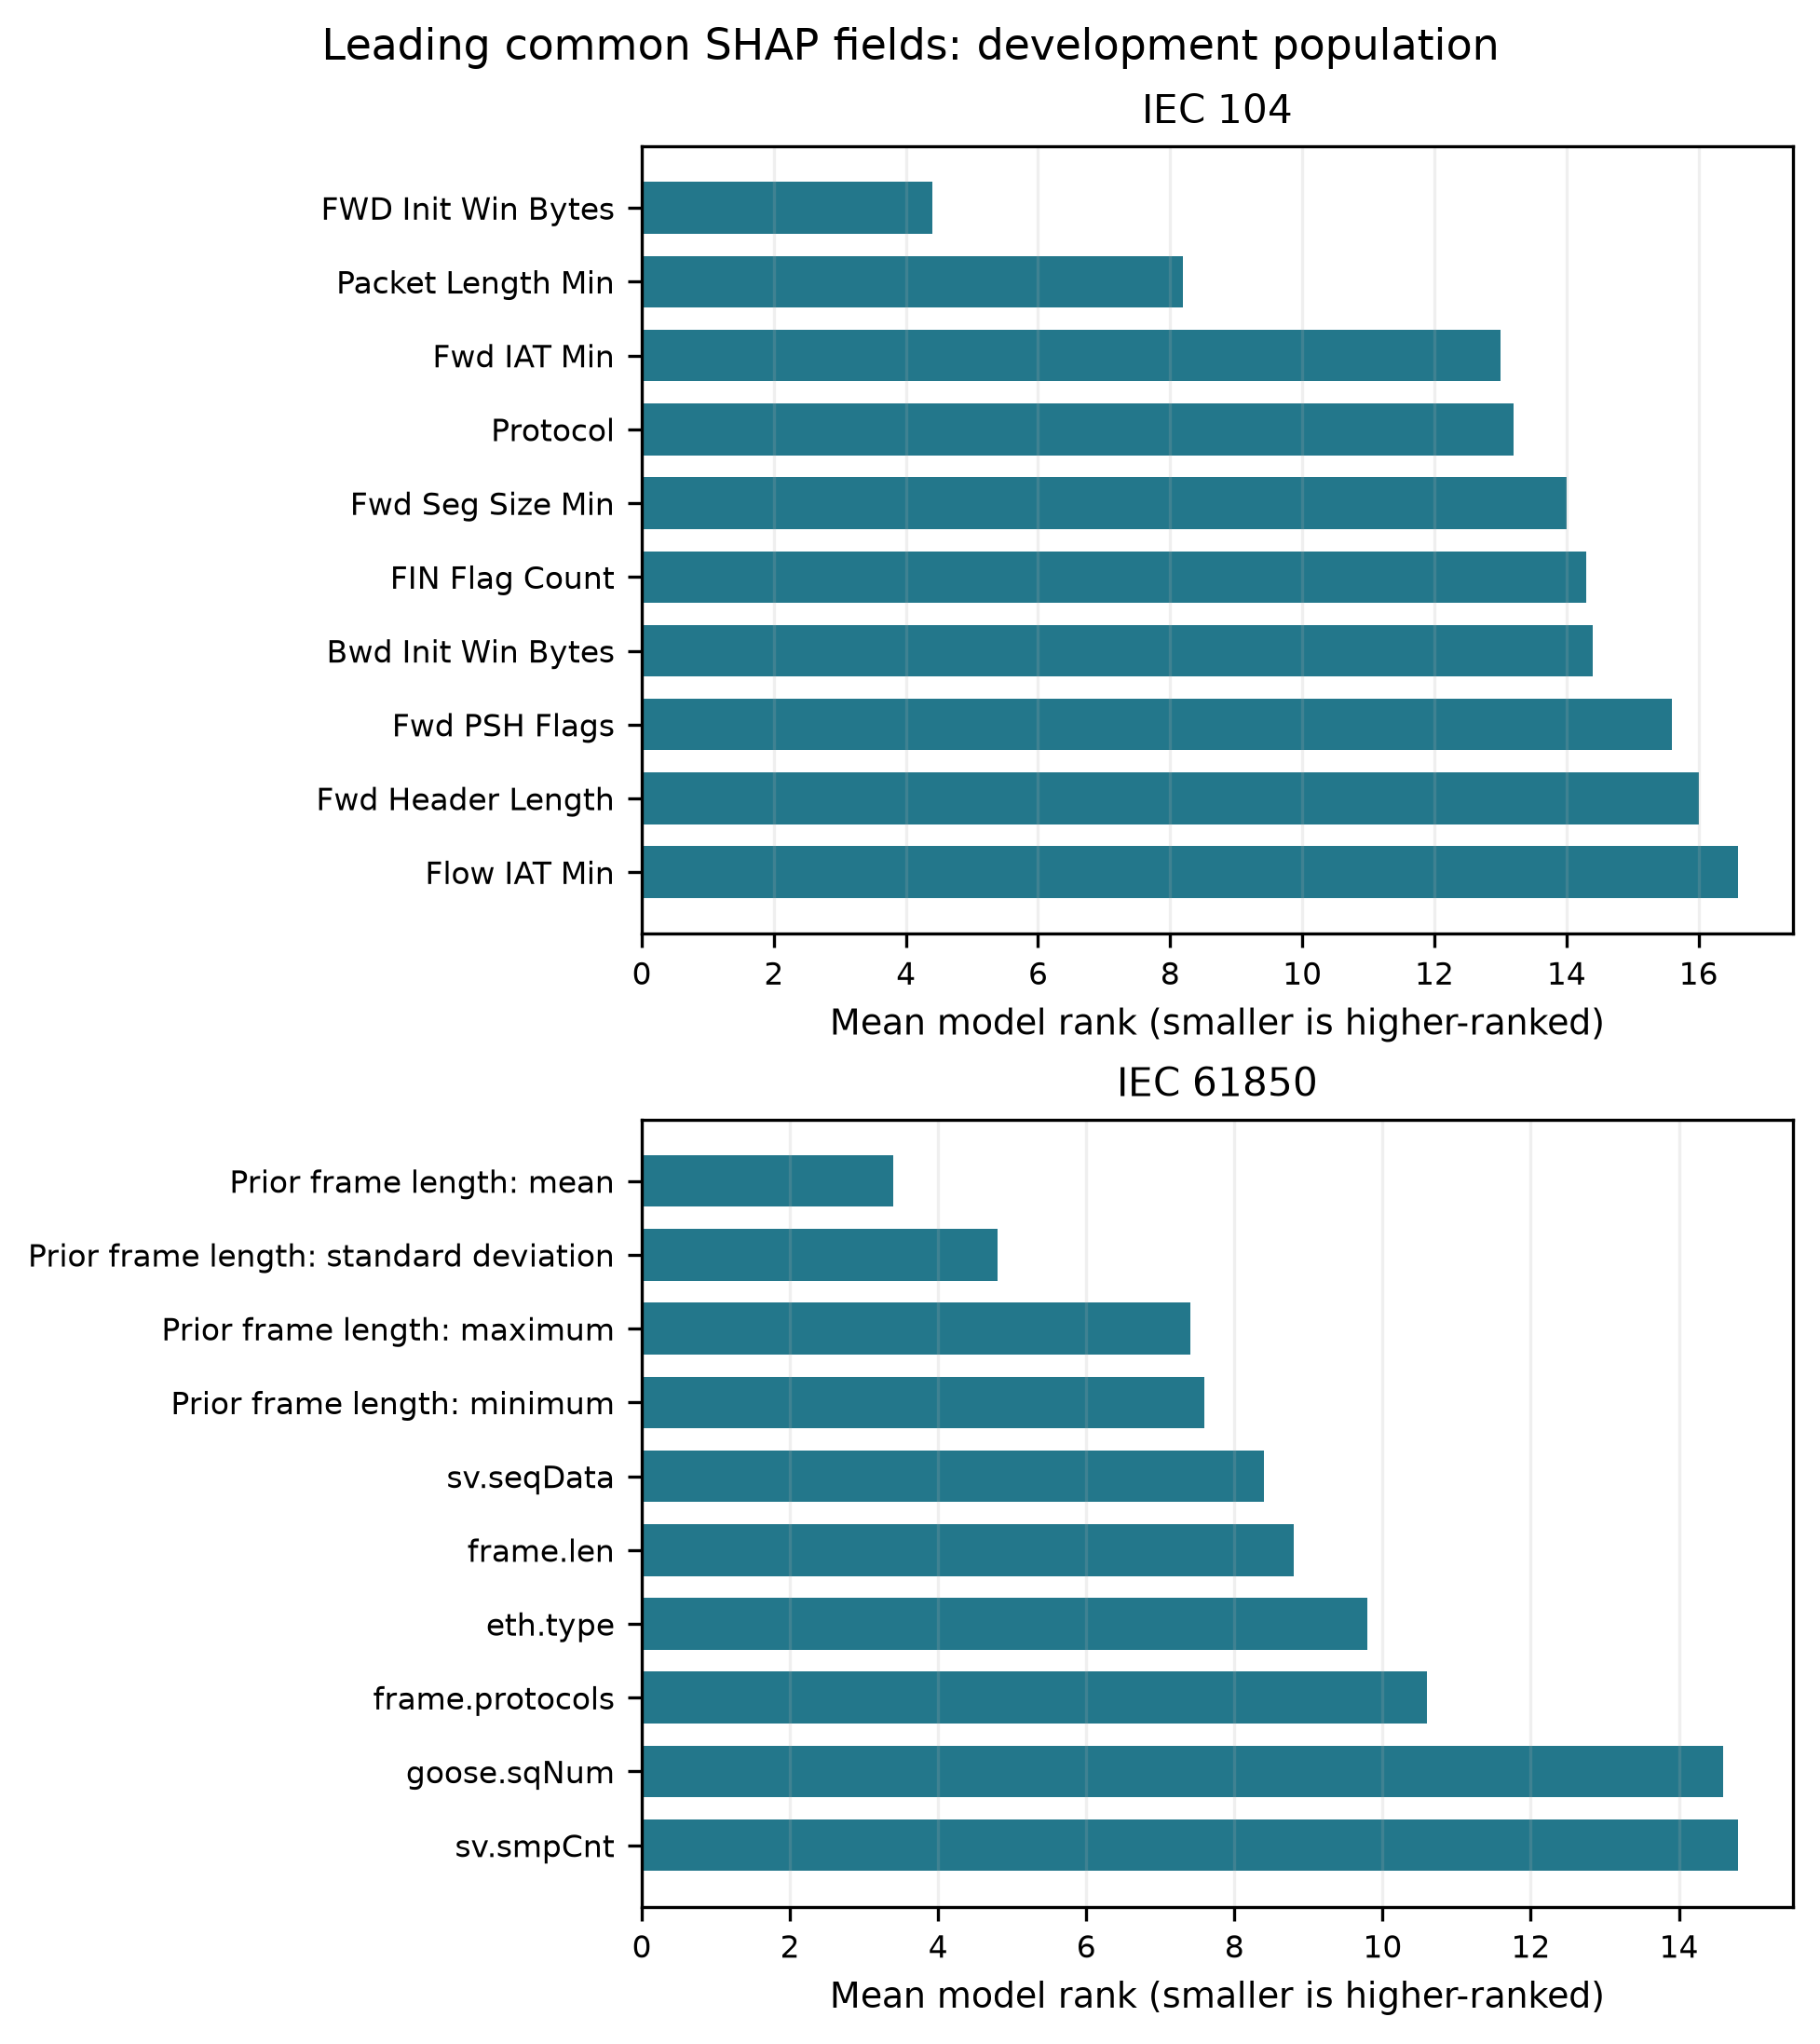 Leading common SHAP fields: development population
IEC 104
FWD Init Win Bytes
Packet Length Min
Fwd IAT Min
Protocol
Fwd Seg Size Min
FIN Flag Count
Bwd Init Win Bytes
Fwd PSH Flags
Fwd Header Length
Flow IAT Min
0 2 4 6 8 10 12 14 16
Mean model rank (smaller is higher-ranked)
IEC 61850
Prior frame length: mean
Prior frame length: standard deviation
Prior frame length: maximum
Prior frame length: minimum
sv.seqData
frame.len
eth.type
frame.protocols
goose.sqNum
sv.smpCnt
0 2 4 6 8 10 12 14
Mean model rank (smaller is higher-ranked)